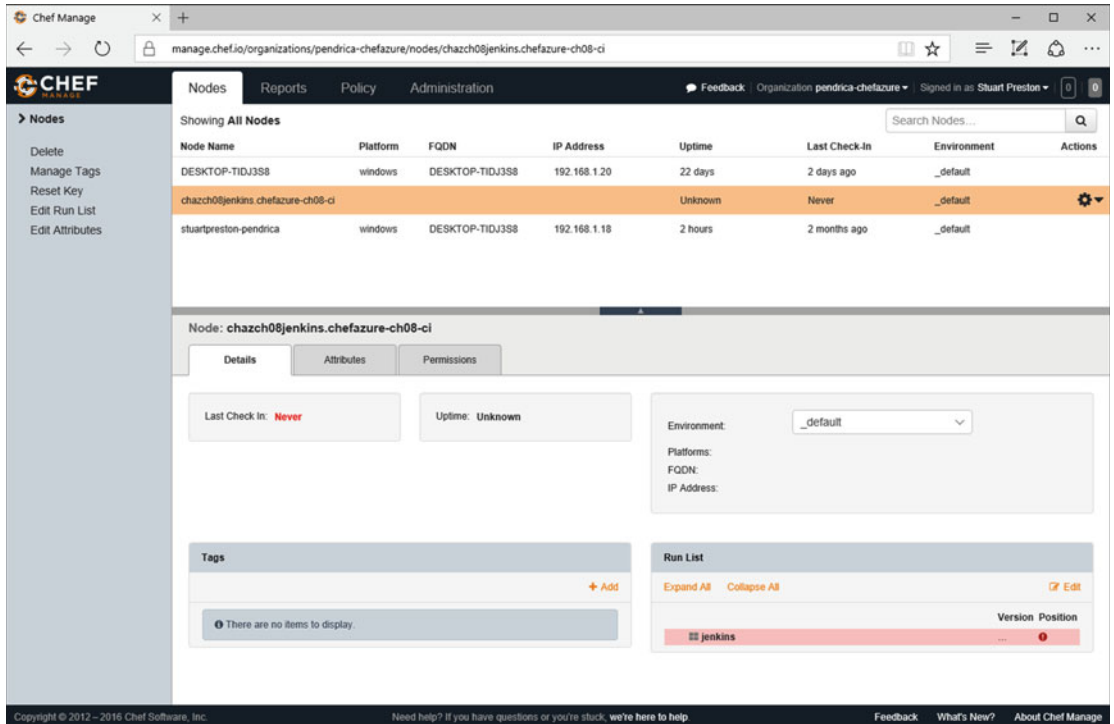 Chef Manage
manage.chef.io/organizations/pendrica-chefazure/nodes/chazch08jenkins.chefazure-ch08-ci
CHEF MANAGE
Nodes Reports Policy Administration Feedback Organization pendrica-chefazure Signed in as Stuart Preston 0 0
Nodes
Delete
Manage Tags
Reset Key
Edit Run List
Edit Attributes
Showing All Nodes Search Nodes...
Node Name Platform FQDN IP Address Uptime Last Check-In Environment Actions
DESKTOP-TIDJ3S8 windows DESKTOP-TIDJ3S8 192.168.1.20 22 days 2 days ago _default
chazch08jenkins.chefazure-ch08-ci Unknown Never _default
stuartpreston-pendrica windows DESKTOP-TIDJ3S8 192.168.1.18 2 hours 2 months ago _default
Node: chazch08jenkins.chefazure-ch08-ci
Details Attributes Permissions
Last Check In: Never
Uptime: Unknown
Environment: _default
Platforms:
FQDN:
IP Address:
Tags
+ Add
There are no items to display.
Run List
Expand All Collapse All Edit
Version Position
jenkins ...
Copyright © 2012 – 2016 Chef Software, Inc. Need help? If you have questions or you're stuck, we're here to help. Feedback What's New? About Chef Manage